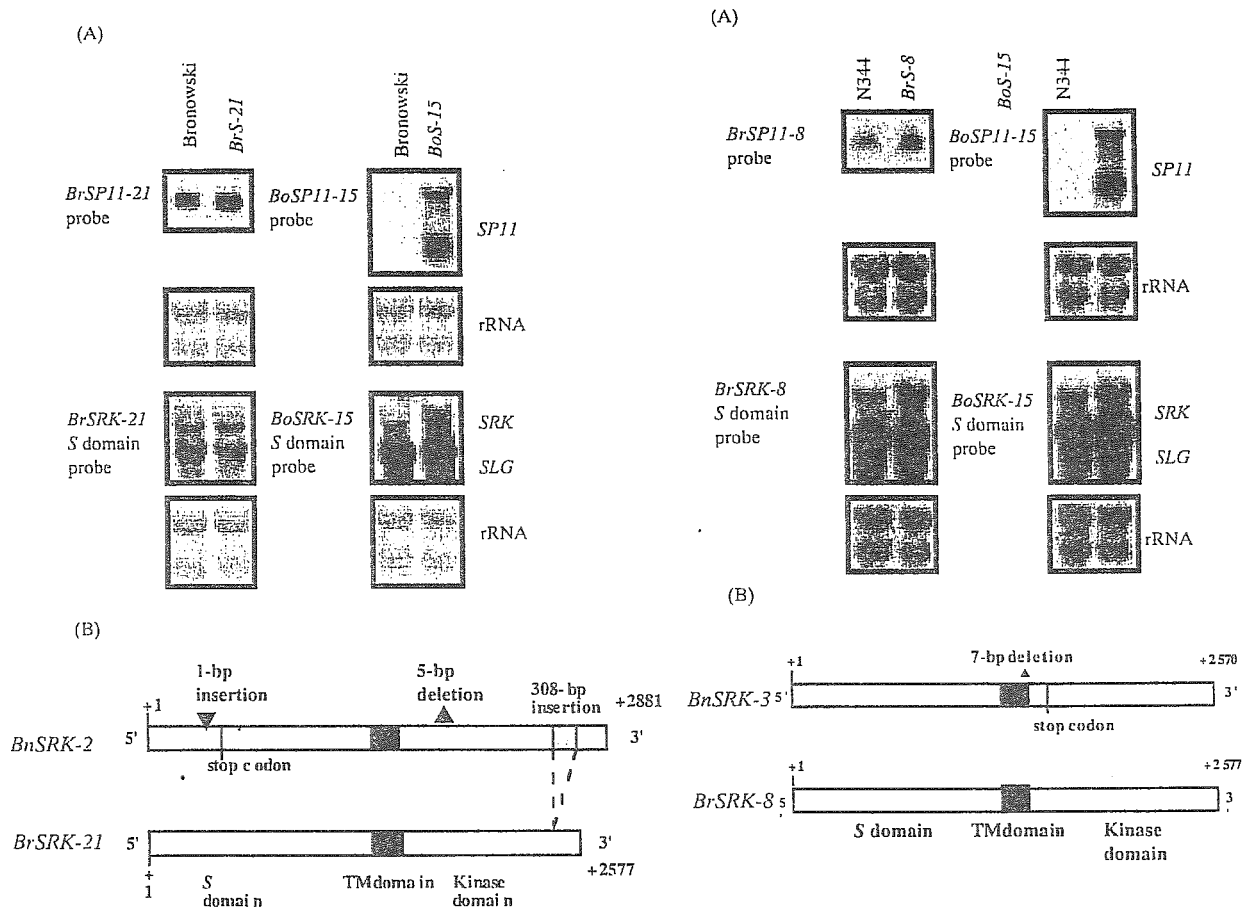 (A)
Bronowski
BrS-21
Bronowski
BoS-15
BrSP11-21
probe
BoSP11-15
probe
SP11
rRNA
BrSRK-21
S domain
probe
BoSRK-15
S domain
probe
SRK
SLG
rRNA
(B)
1-bp
insertion
5-bp
deletion
308-bp
insertion
+1
+2881
BnSRK-2
5'
3'
stop codon
BrSRK-21
5'
3'
+
1
+2577
S
domain
TMdomain
Kinase
domain
(A)
N344
BrS-8
BoS-15
N344
BrSP11-8
probe
BoSP11-15
probe
SP11
rRNA
BrSRK-8
S domain
probe
BoSRK-15
S domain
probe
SRK
SLG
rRNA
(B)
+1
7-bp deletion
+2570
BnSRK-3
5'
3'
stop codon
+1
+2577
BrSRK-8
5
'
3
'
S domain
TMdomain
Kinase
domain